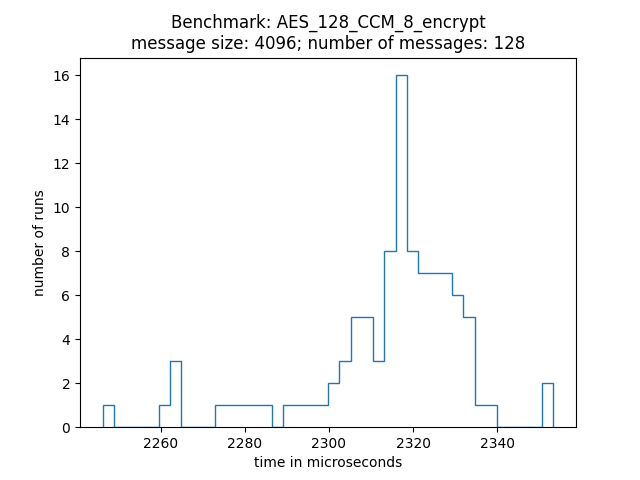 Benchmark: AES_128_CCM_8_encrypt
message size: 4096; number of messages: 128
16
14
12
10
8
6
4
2
0
number of runs
2260 2280 2300 2320 2340
time in microseconds